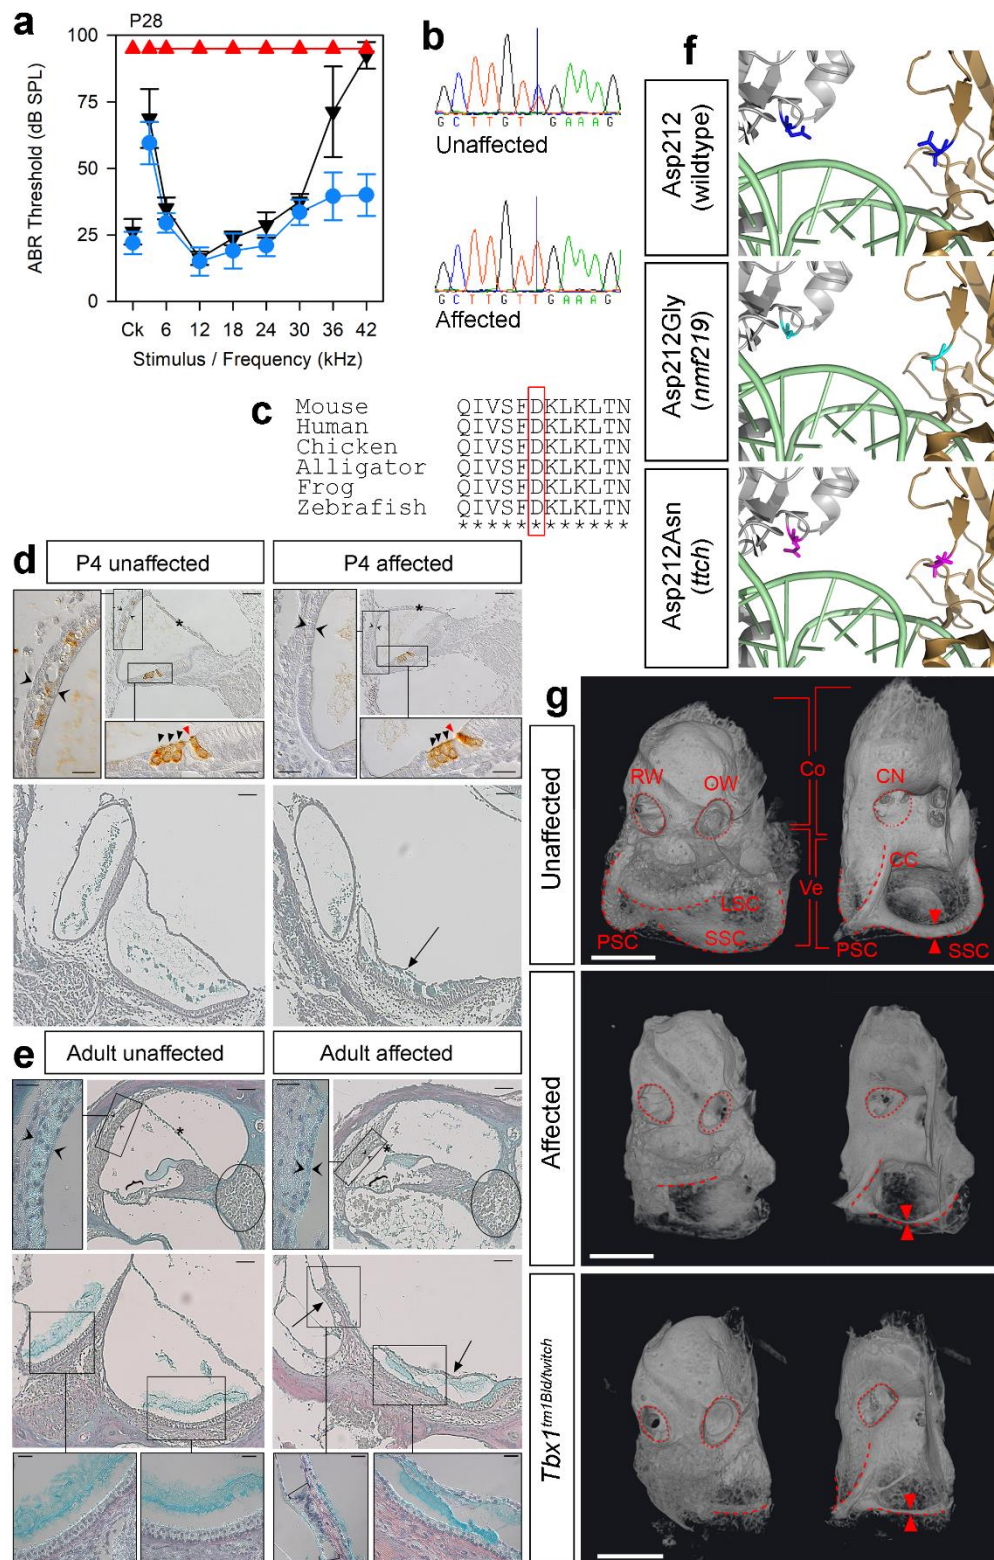 a
P28
100
75
50
25
0
ABR Threshold (dB SPL)
Ck 6 12 18 24 30 36 42
Stimulus / Frequency (kHz)
b
G C T T G T G A A A G
Unaffected
G C T T G T T G A A A G
Affected
c
Mouse QIVSFDKLKLTN
Human QIVSFDKLKLTN
Chicken QIVSFDKLKLTN
Alligator QIVSFDKLKLTN
Frog QIVSFDKLKLTN
Zebrafish QIVSFDKLKLTN
************
d
P4 unaffected
P4 affected
*
*
e
Adult unaffected
Adult affected
*
*
f
Asp212
(wildtype)
Asp212Gly
(nmf219)
Asp212Asn
(ttch)
g
Unaffected
RW
OW
Co
CN
CC
Ve
LSC
PSC
SSC
PSC
SSC
Affected
Tbx1tm1Bld/twitch